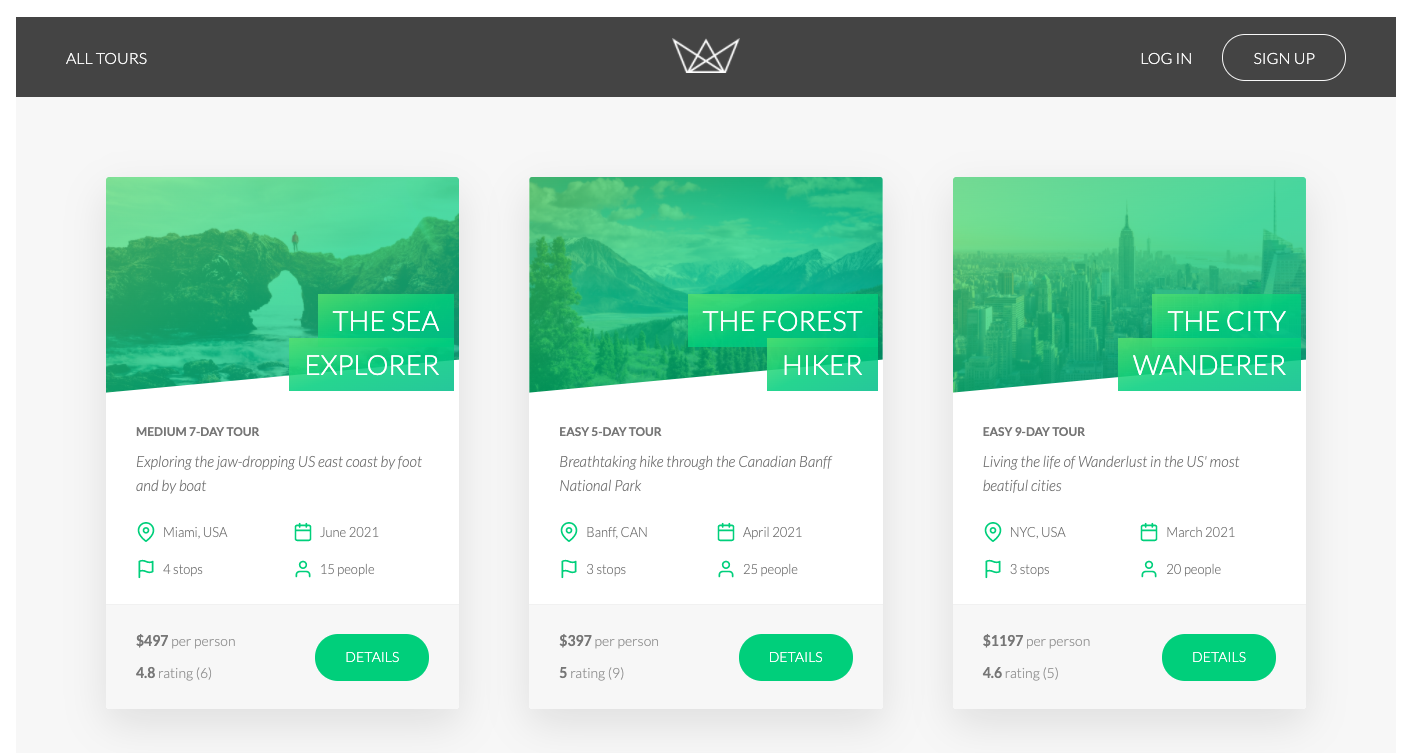 ALL TOURS
LOG IN
SIGN UP
THE SEA
EXPLORER
MEDIUM 7-DAY TOUR
Exploring the jaw-dropping US east coast by foot
and by boat
Miami, USA
June 2021
4 stops
15 people
$497 per person
4.8 rating (6)
DETAILS
THE FOREST
HIKER
EASY 5-DAY TOUR
Breathtaking hike through the Canadian Banff
National Park
Banff, CAN
April 2021
3 stops
25 people
$397 per person
5 rating (9)
DETAILS
THE CITY
WANDERER
EASY 9-DAY TOUR
Living the life of Wanderlust in the US' most
beatiful cities
NYC, USA
March 2021
3 stops
20 people
$1197 per person
4.6 rating (5)
DETAILS